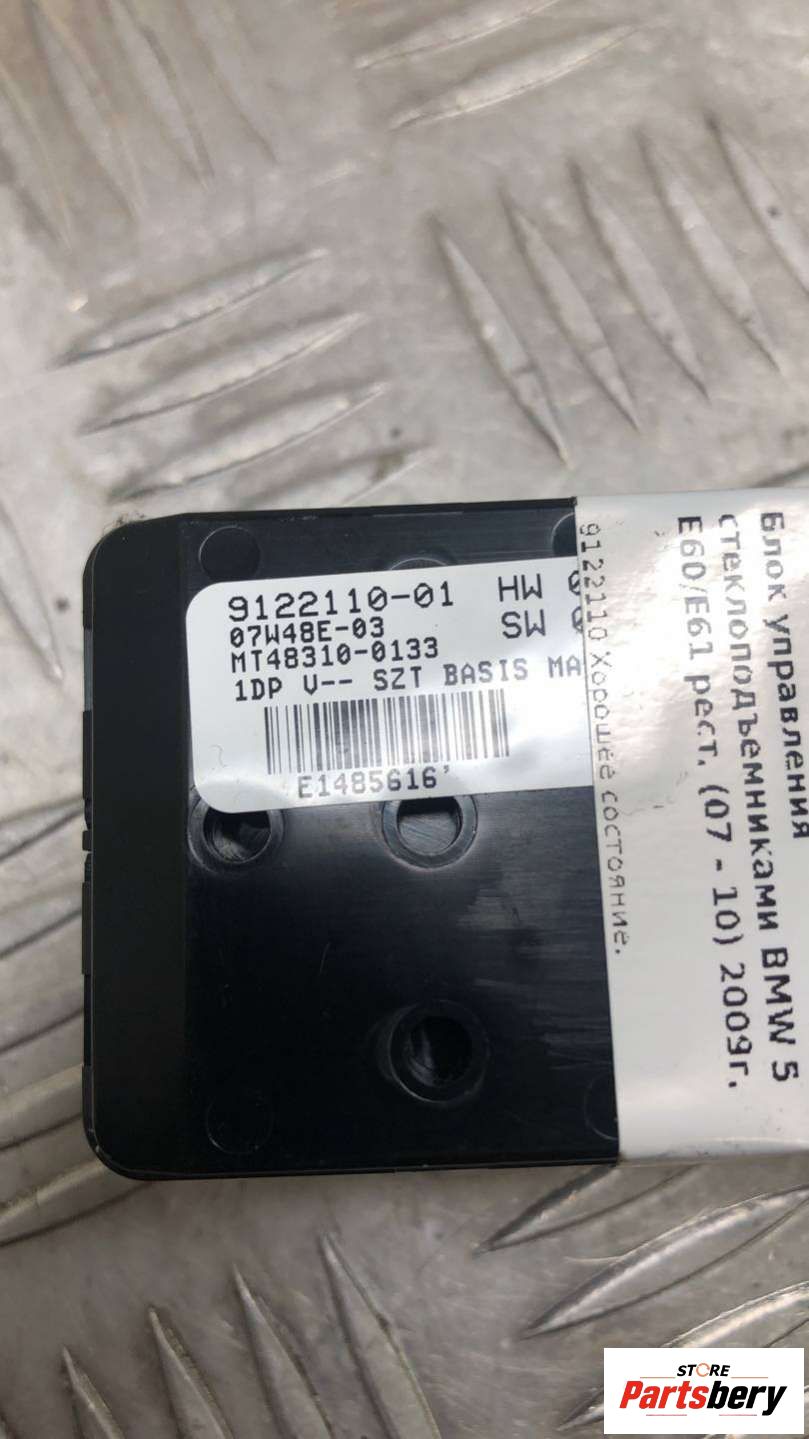 9122110-01 HW
07W48E-03 SW
MT48310-0133
1DP V-- SZT BASIS MA
E1485616
Блок управления
стеклоподъемниками BMW 5
E60/E61 рест. (07 - 10) 2009г.
9122110 Хорошее состояние.
STORE
Partsbery